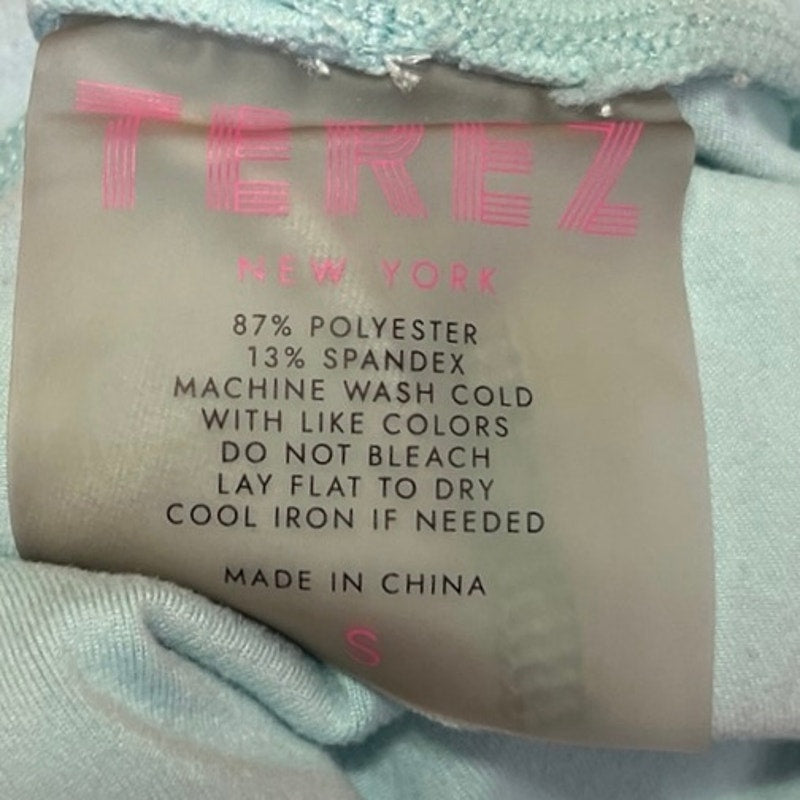 TEREZ
NEW YORK
87% POLYESTER
13% SPANDEX
MACHINE WASH COLD
WITH LIKE COLORS
DO NOT BLEACH
LAY FLAT TO DRY
COOL IRON IF NEEDED
MADE IN CHINA
S